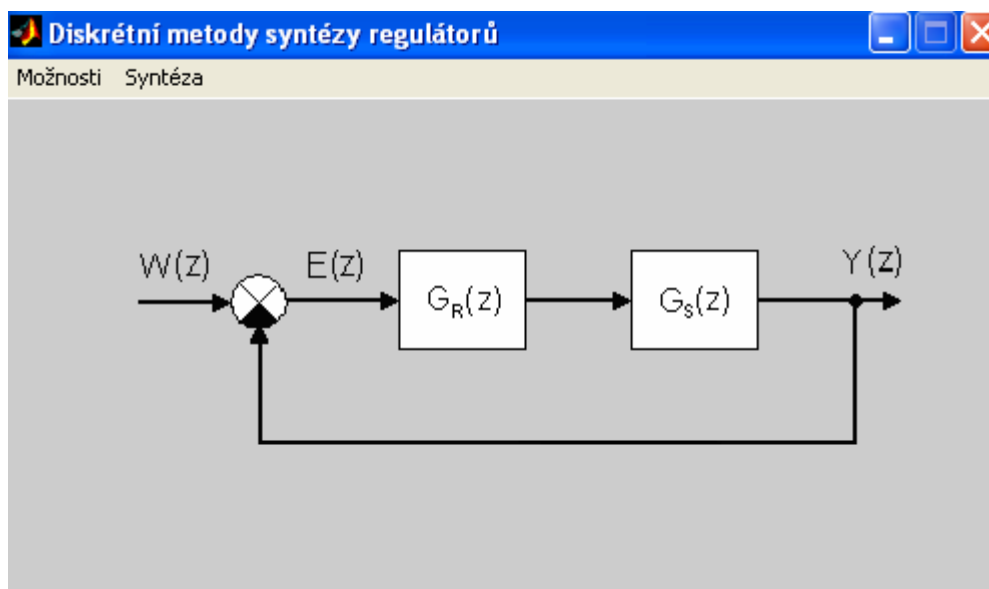 Diskrétní metody syntézy regulátorů
Možnosti Syntéza
W(z) E(z) G_R(z) G_S(z) Y(z)